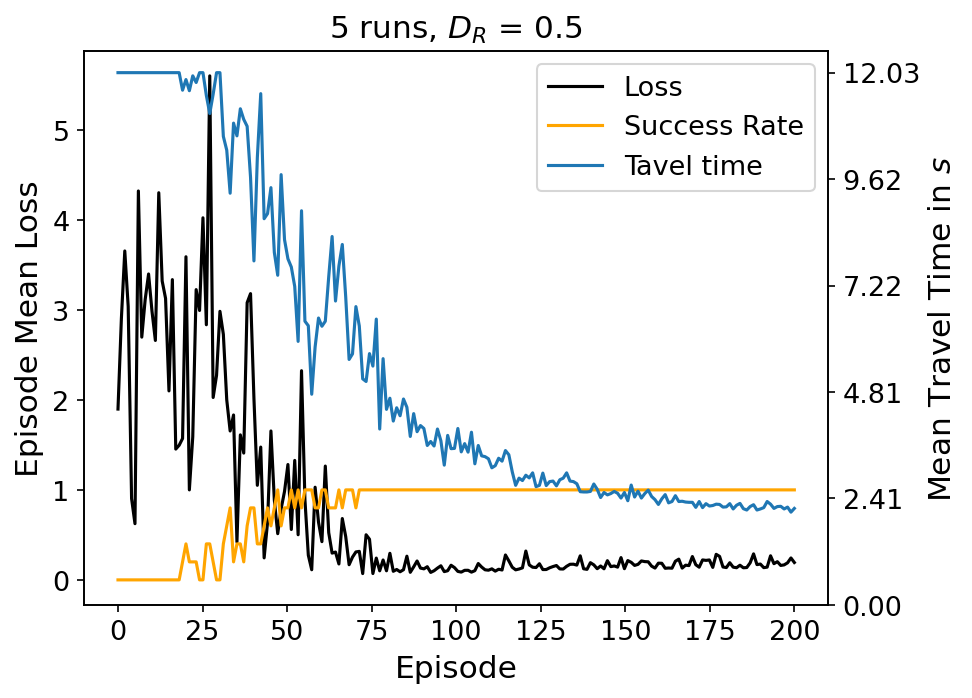 5 runs, D_R = 0.5
Loss
Success Rate
Tavel time
Episode Mean Loss
5
4
3
2
1
0
12.03
9.62
7.22
4.81
2.41
0.00
Mean Travel Time in s
0 25 50 75 100 125 150 175 200
Episode